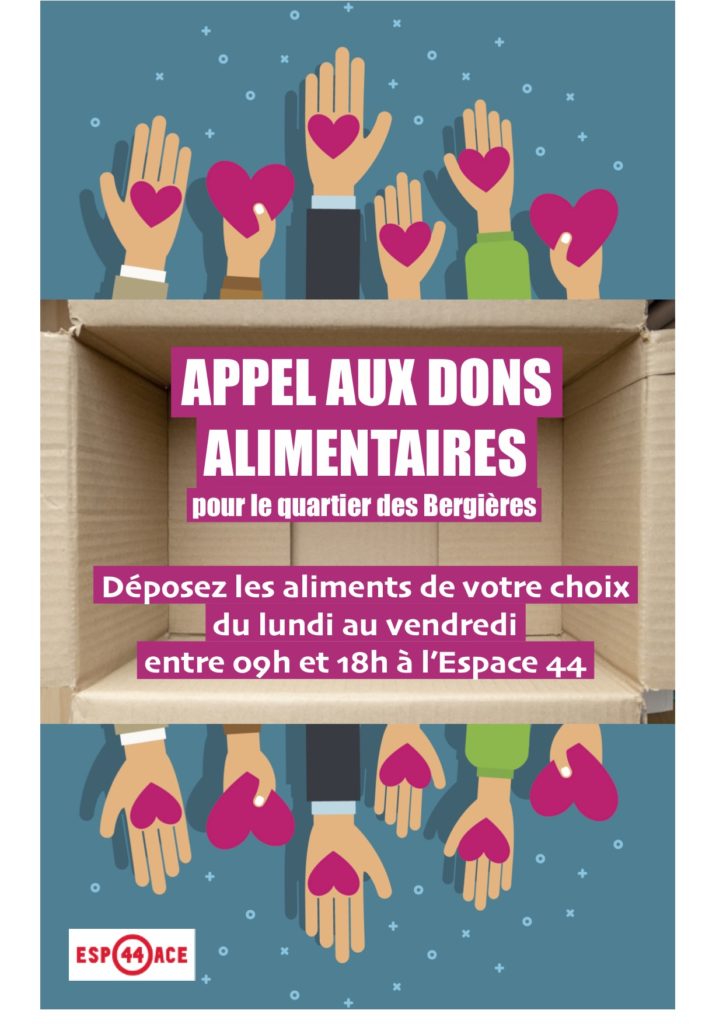 APPEL AUX DONS
ALIMENTAIRES
pour le quartier des Bergières
Déposez les aliments de votre choix
du lundi au vendredi
entre 09h et 18h à l’Espace 44
ESP44ACE